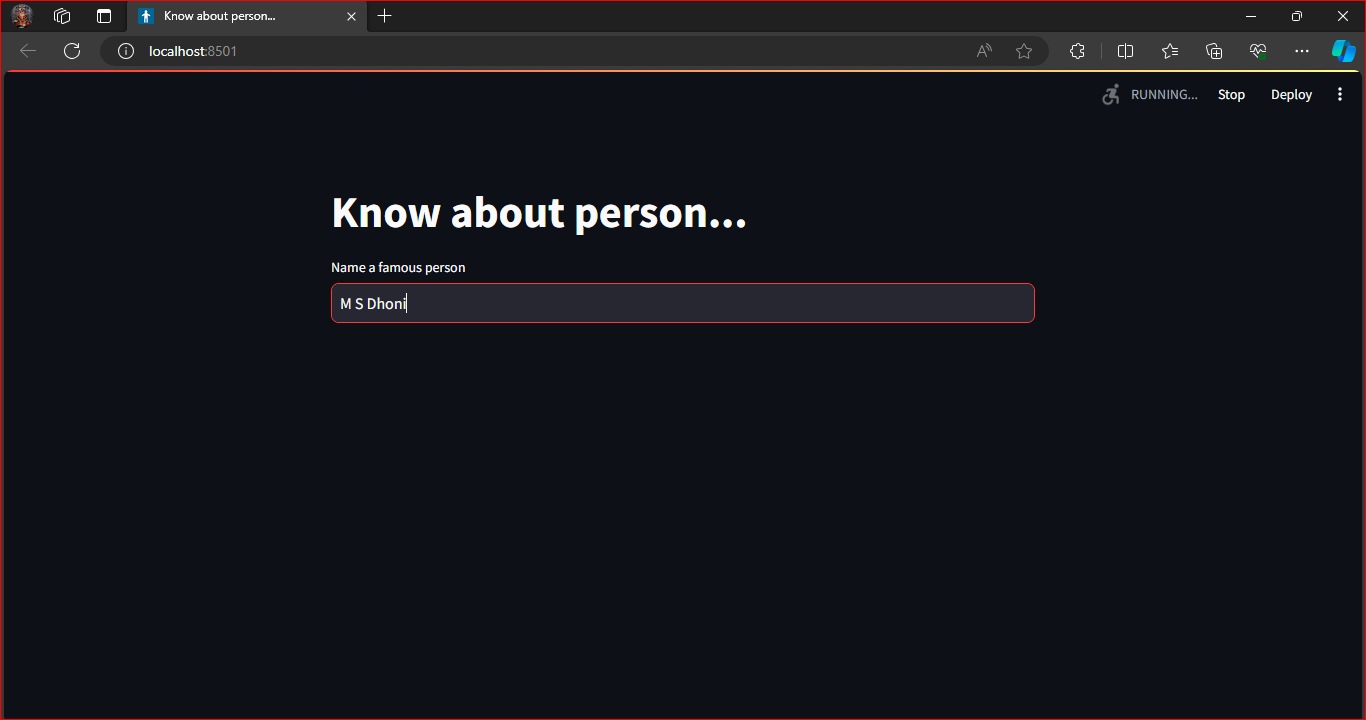 Know about person...
localhost:8501
RUNNING... Stop Deploy
Know about person...
Name a famous person
M S Dhoni